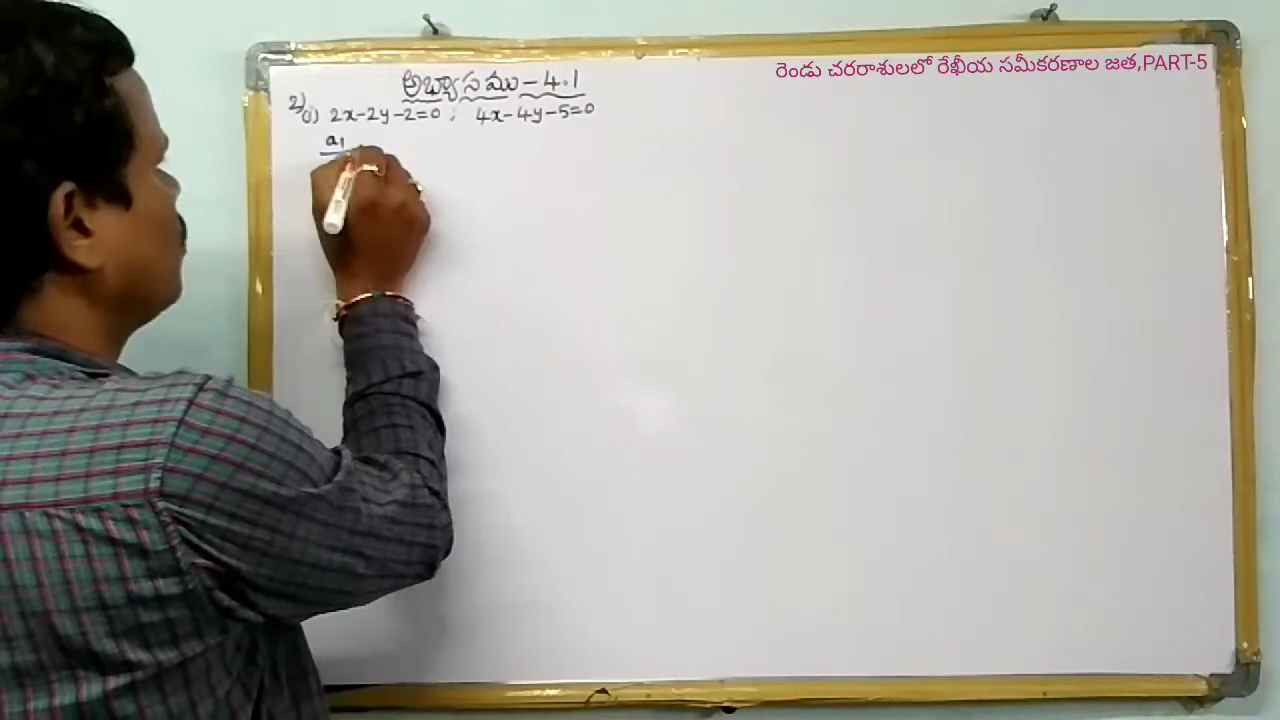 రెండు చరరాశులలో రేఖీయ సమీకరణాల జత,PART-5
అభ్యాసము - 4.1
2) (i) 2x-2y-2=0 ; 4x-4y-5=0
a₁